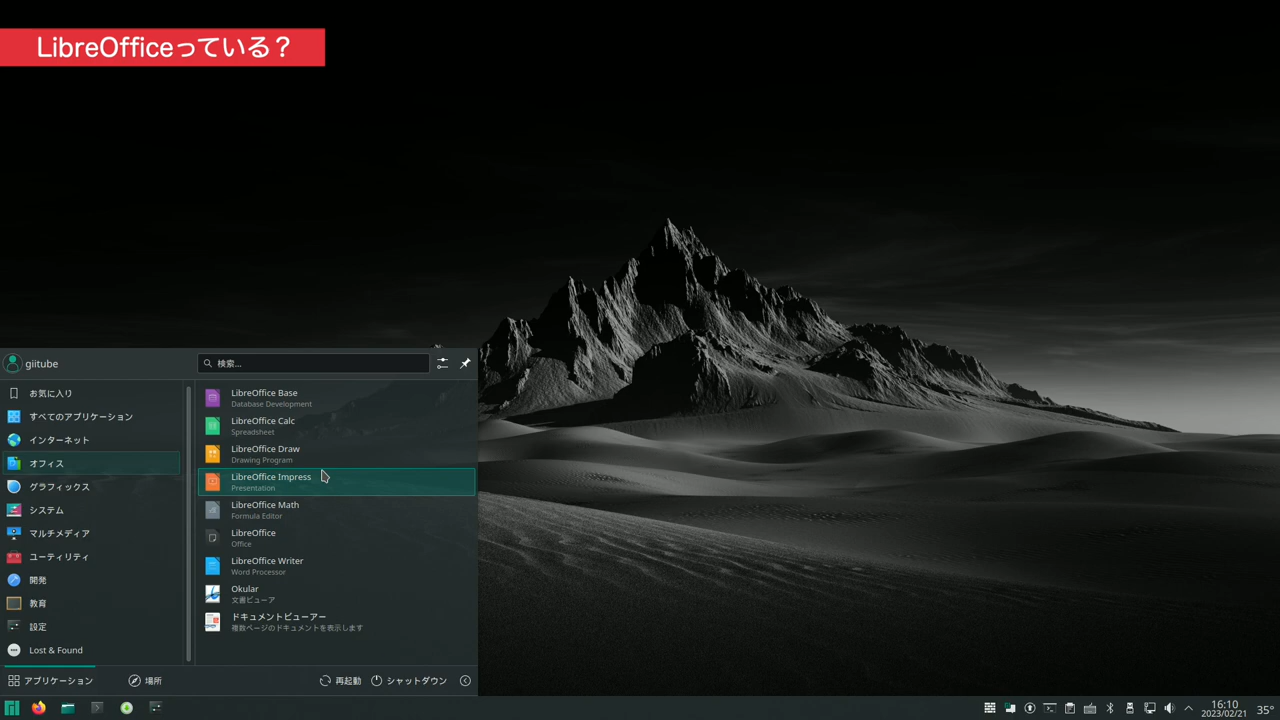 LibreOfficeっている？
giitube
検索...
お気に入り
すべてのアプリケーション
インターネット
オフィス
グラフィックス
システム
マルチメディア
ユーティリティ
開発
教育
設定
Lost & Found
LibreOffice Base
Database Development
LibreOffice Calc
Spreadsheet
LibreOffice Draw
Drawing Program
LibreOffice Impress
Presentation
LibreOffice Math
Formula Editor
LibreOffice
Office
LibreOffice Writer
Word Processor
Okular
文書ビューア
ドキュメントビューアー
複数ページのドキュメントを表示します
アプリケーション
場所
再起動
シャットダウン
16:10
2023/02/21
35°